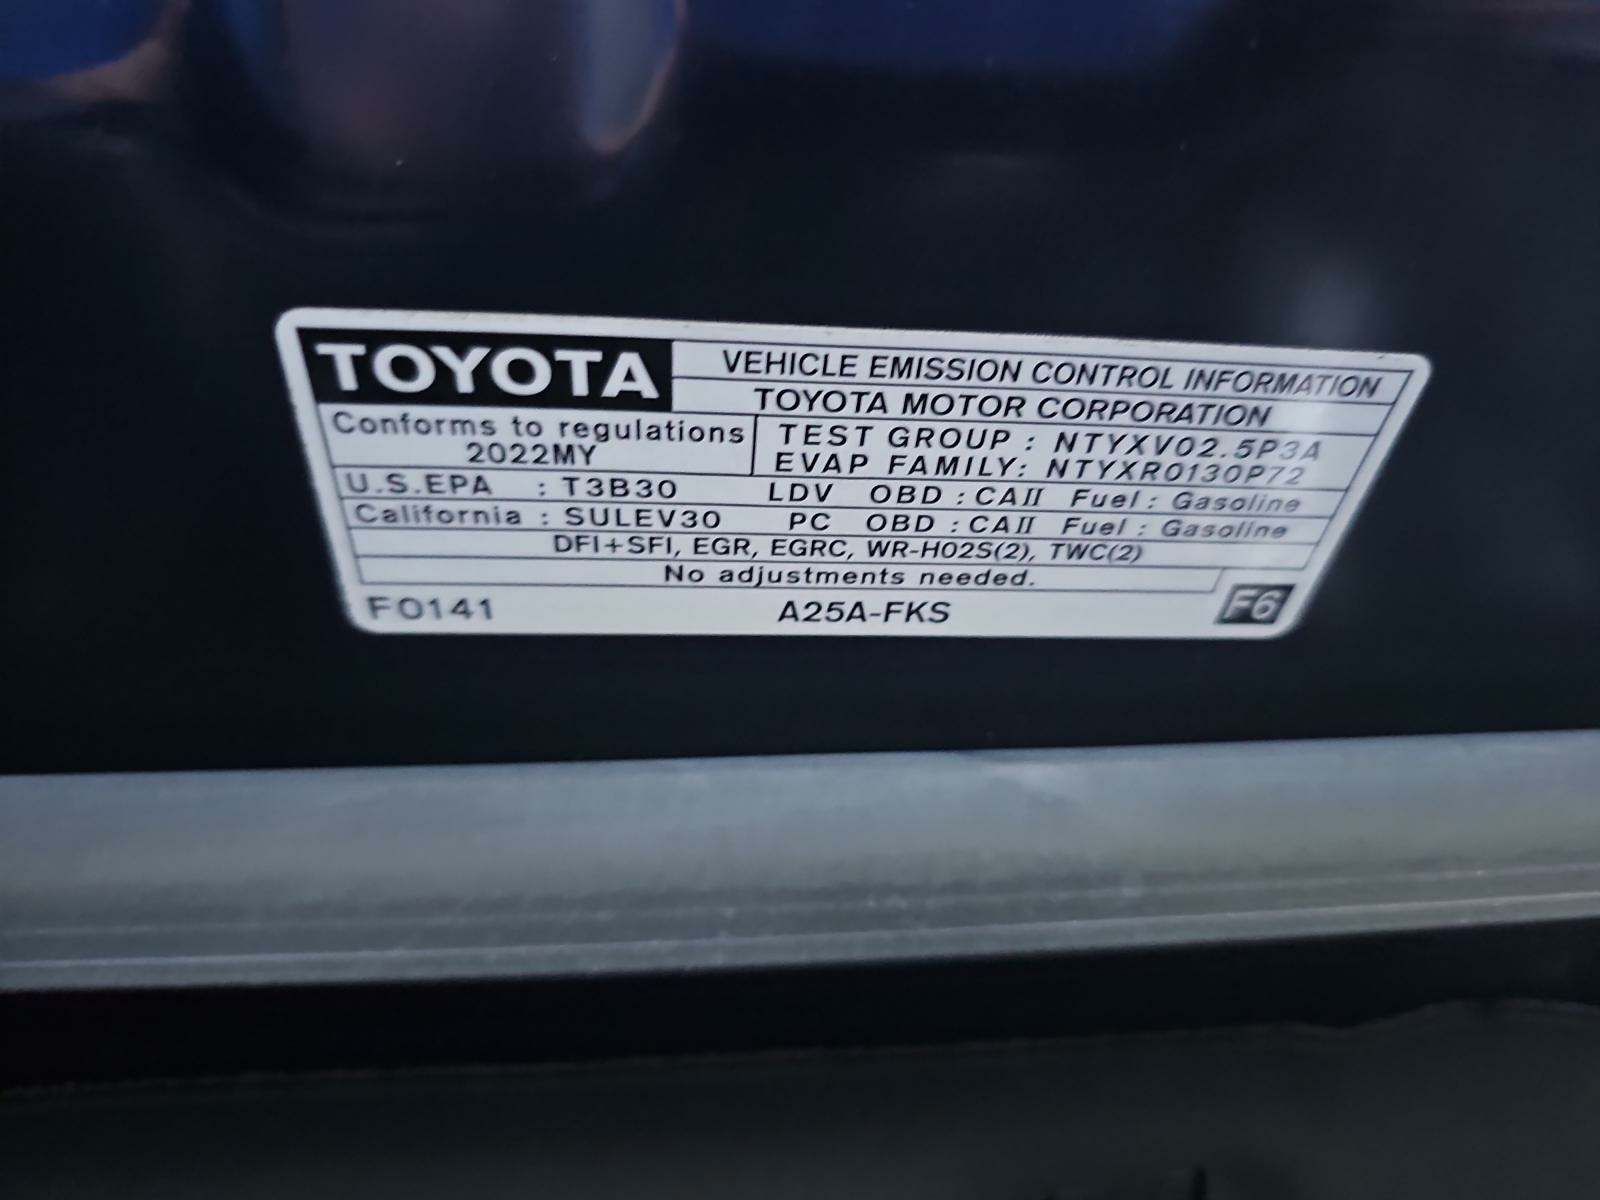 TOYOTA VEHICLE EMISSION CONTROL INFORMATION
TOYOTA MOTOR CORPORATION
Conforms to regulations 2022MY
TEST GROUP : NTYXV02.5P3A
EVAP FAMILY: NTYXR0130P72
U.S.EPA : T3B30 LDV OBD : CAII Fuel : Gasoline
California : SULEV30 PC OBD : CAII Fuel : Gasoline
DFI+SFI, EGR, EGRC, WR-HO2S(2), TWC(2)
No adjustments needed.
F0141 A25A-FKS F6